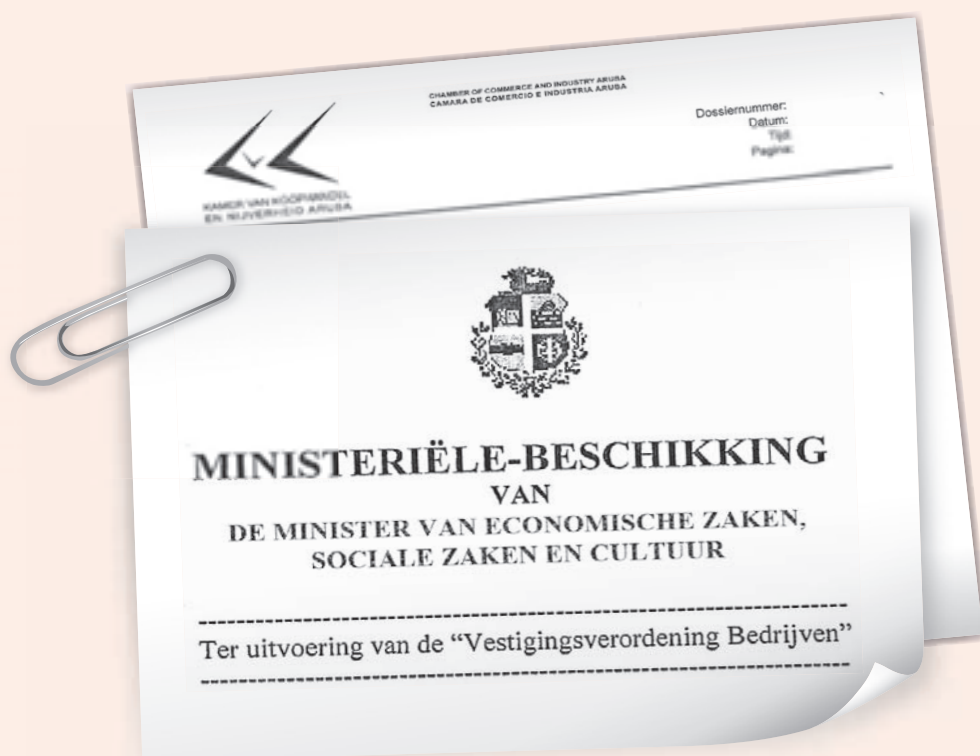 CHAMBER OF COMMERCE AND INDUSTRY ARUBA
CAMARA DE COMERCIO E INDUSTRIA ARUBA
Dossiernummer:
Datum:
Tijd:
Pagina:
KAMER VAN KOOPHANDEL
EN NIJVERHEID ARUBA
MINISTERIËLE-BESCHIKKING
VAN
DE MINISTER VAN ECONOMISCHE ZAKEN,
SOCIALE ZAKEN EN CULTUUR
Ter uitvoering van de “Vestigingsverordening Bedrijven”